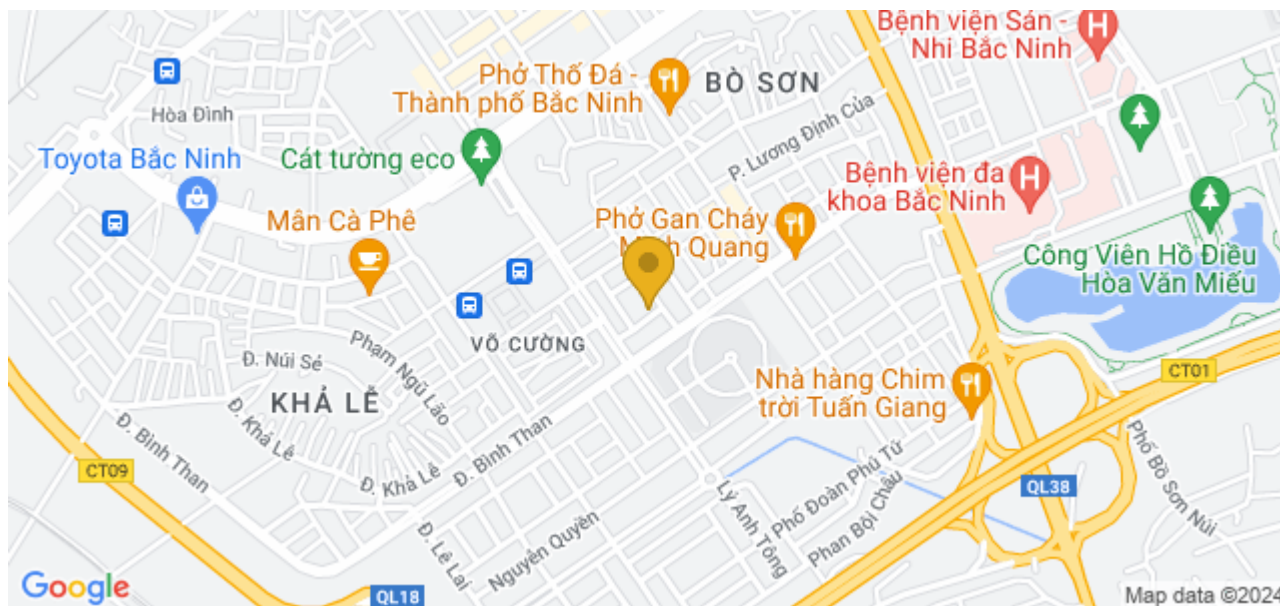 Bệnh viện Sản -
Nhi Bắc Ninh
Phở Thố Đá -
Thành phố Bắc Ninh
BÒ SƠN
Hòa Đình
P. Lương Định Của
Toyota Bắc Ninh
Cát tường eco
Bệnh viện đa
khoa Bắc Ninh
Mân Cà Phê
Phở Gan Cháy
Quang
Công Viên Hồ Điều
Hòa Văn Miếu
VÕ CƯỜNG
Phạm Ngũ Lão
Đ. Núi Sẻ
KHẢ LỄ
CT01
Nhà hàng Chim
trời Tuấn Giang
Đ. Khả Lễ
Đ. Bình Than
Đ. Bình Than
CT09
Đ. Khả Lễ
Phố Bồ Sơn Núi
Phố Đoàn Phú Tứ
QL38
Lý Anh Tông
Phan Bội Châu
Nguyên Quyền
Đ. Lê Lai
Google
QL18
Map data ©2024